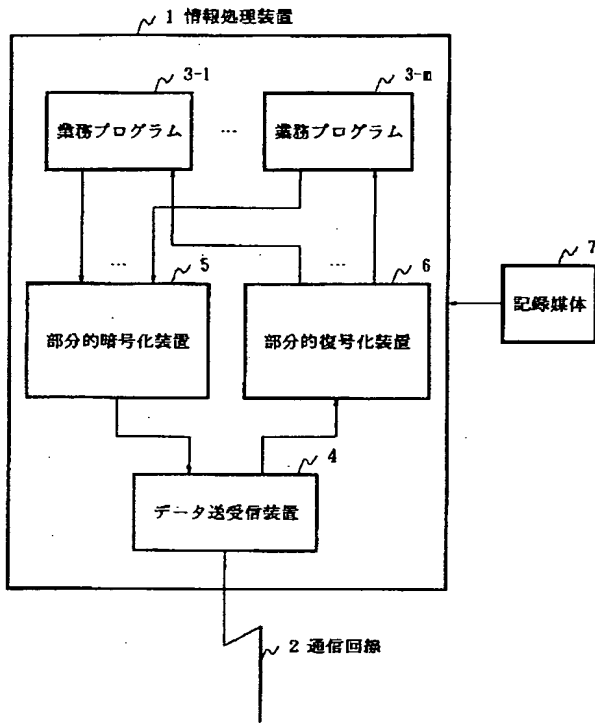 1 情報処理装置
3-1
3-m
業務プログラム
…
業務プログラム
…
5
…
6
7
部分的暗号化装置
部分的復号化装置
記録媒体
4
データ送受信装置
2 通信回線